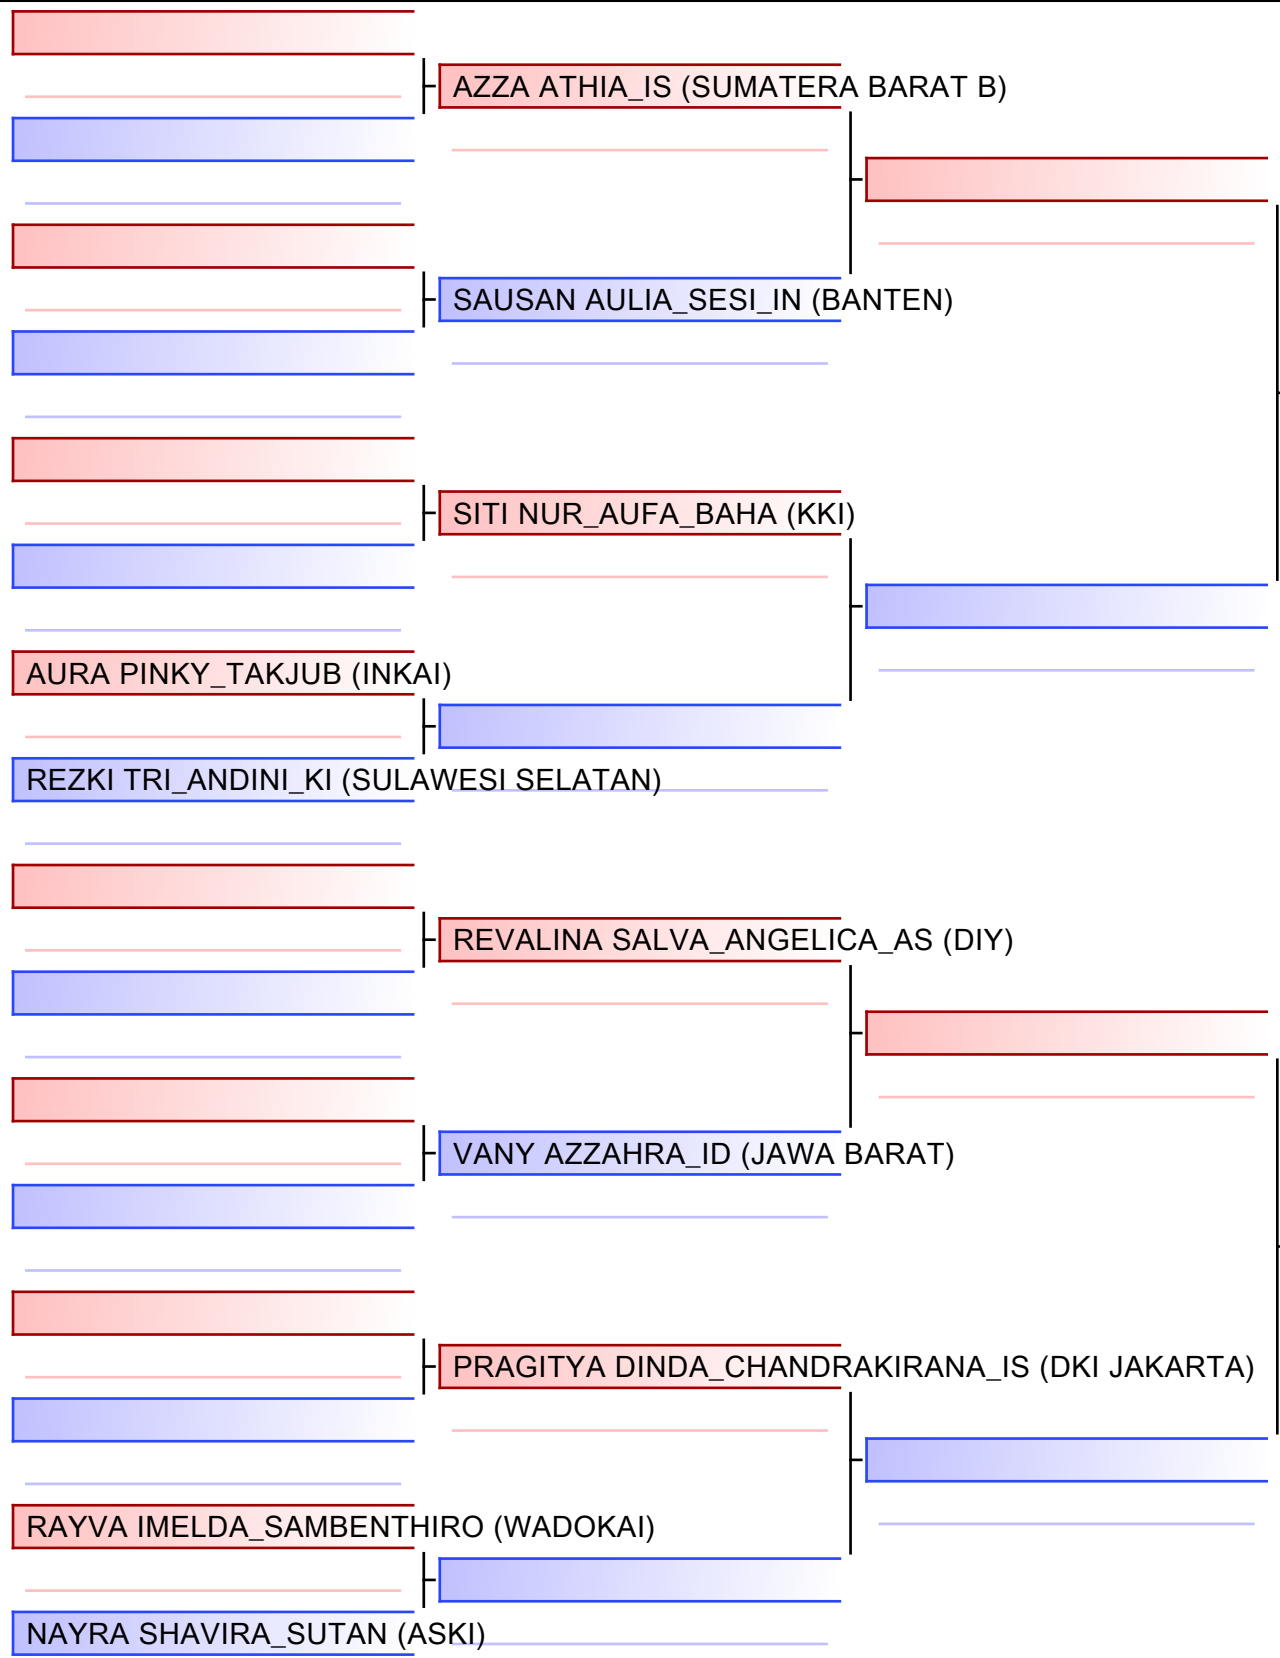 AZZA ATHIA_IS (SUMATERA BARAT B)
SAUSAN AULIA_SESI_IN (BANTEN)
SITI NUR_AUFA_BAHA (KKI)
AURA PINKY_TAKJUB (INKAI)
REZKI TRI_ANDINI_KI (SULAWESI SELATAN)
REVALINA SALVA_ANGELICA_AS (DIY)
VANY AZZAHRA_ID (JAWA BARAT)
PRAGITYA DINDA_CHANDRAKIRANA_IS (DKI JAKARTA)
RAYVA IMELDA_SAMBENTHIRO (WADOKAI)
NAYRA SHAVIRA_SUTAN (ASKI)